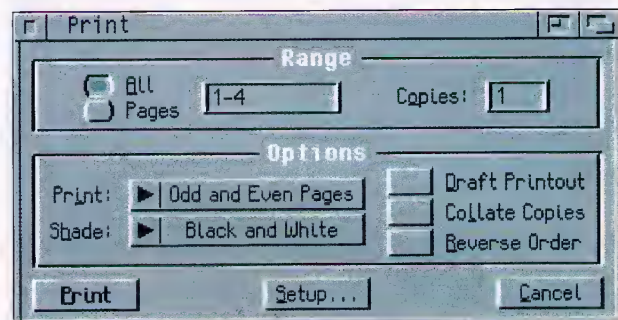 Print
Range
All
Pages
1-4
Copies: 1
Options
Print: Odd and Even Pages
Shade: Black and White
Draft Printout
Collate Copies
Reverse Order
Print
Setup...
Cancel